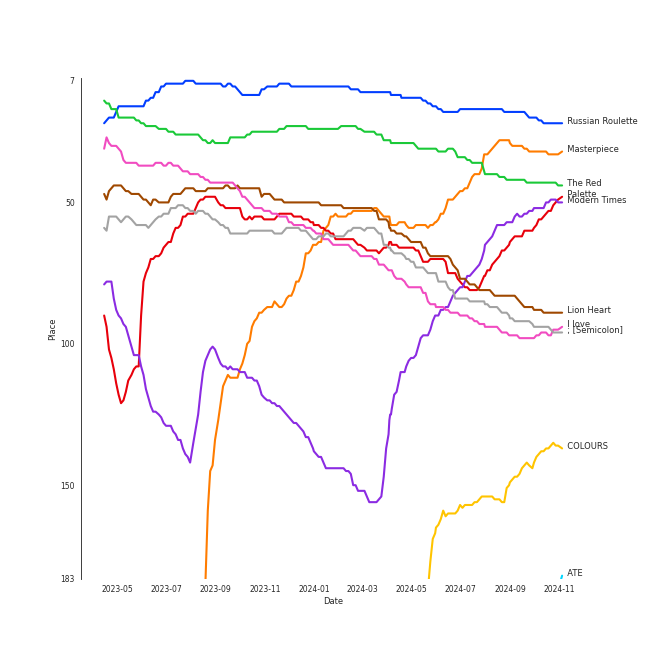 7
50
100
150
183
Place
2023-05
2023-07
2023-09
2023-11
2024-01
2024-03
2024-05
2024-07
2024-09
2024-11
Date
Russian Roulette
Masterpiece
The Red
Palette
Modern Times
Lion Heart
I love
; [Semicolon]
COLOURS
ATE